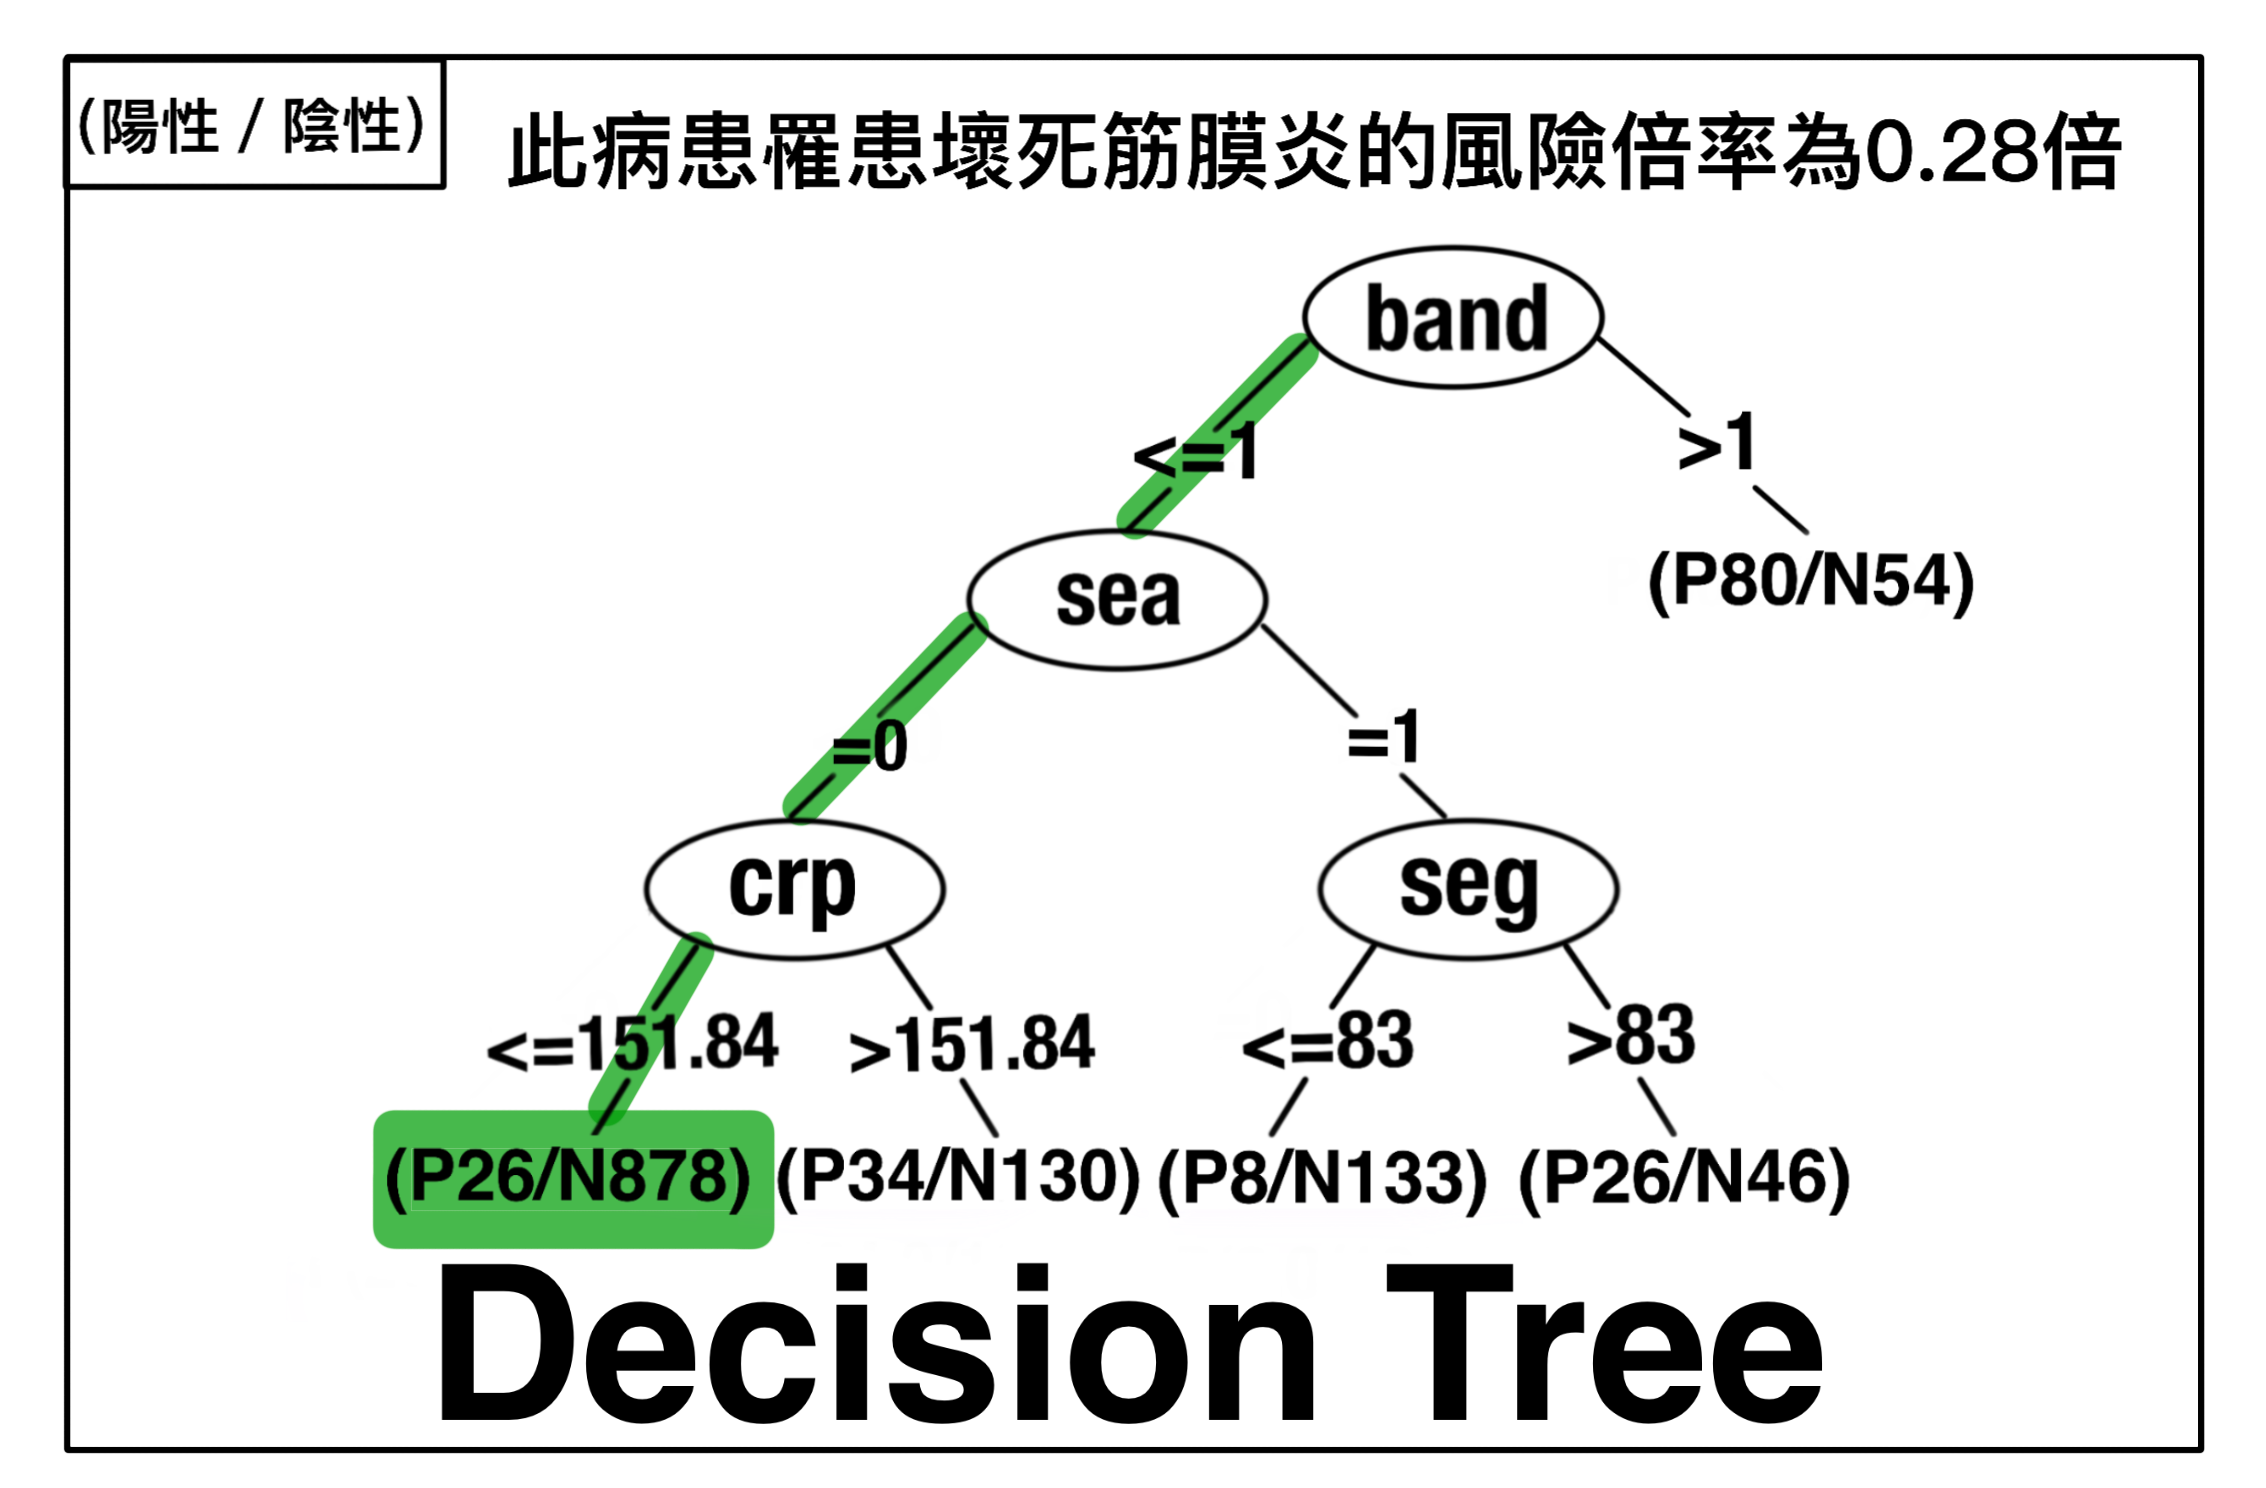 (陽性 / 陰性)
此病患罹患壞死筋膜炎的風險倍率為0.28倍
band
<=1
>1
sea
(P80/N54)
=0
=1
crp
seg
<=151.84
>151.84
<=83
>83
(P26/N878)
(P34/N130)
(P8/N133)
(P26/N46)
Decision Tree